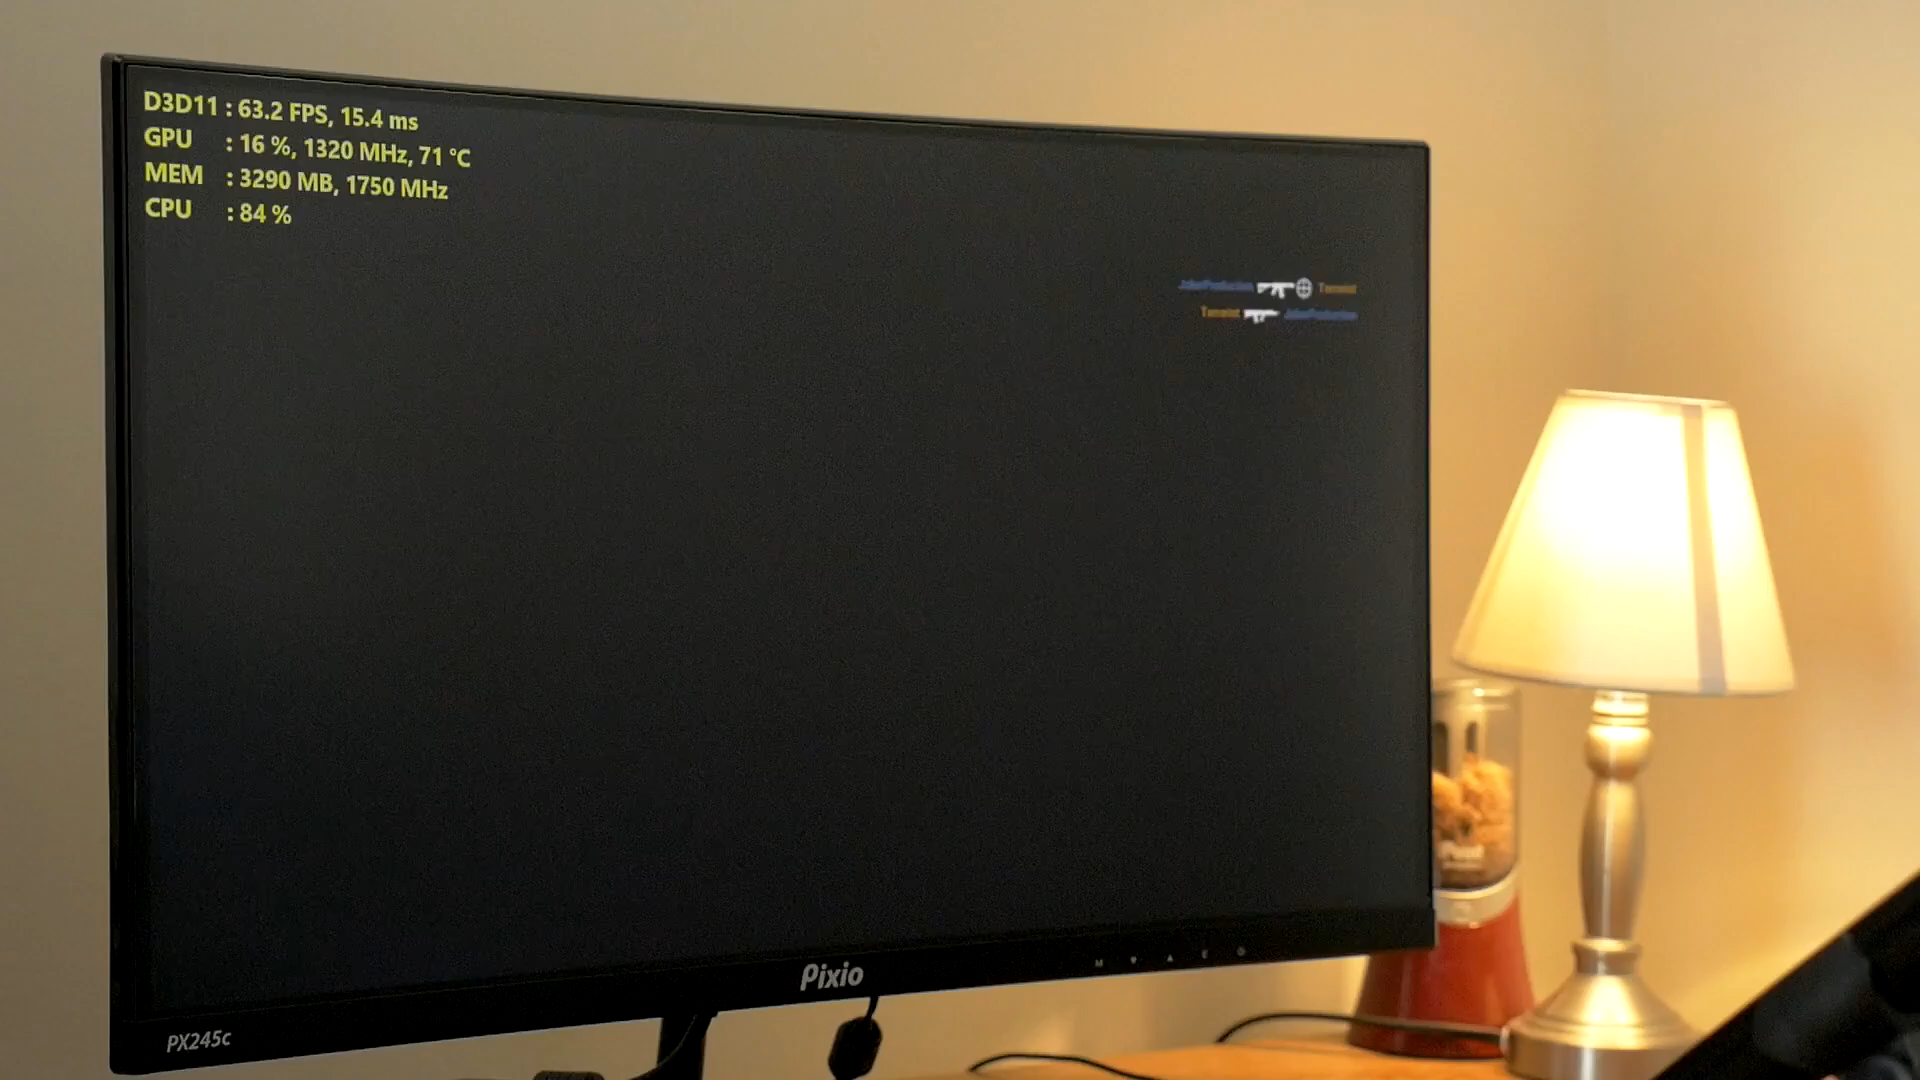 D3D11 : 63.2 FPS, 15.4 ms
GPU : 16 %, 1320 MHz, 71 °C
MEM : 3290 MB, 1750 MHz
CPU : 84 %
Pixio
PX245c